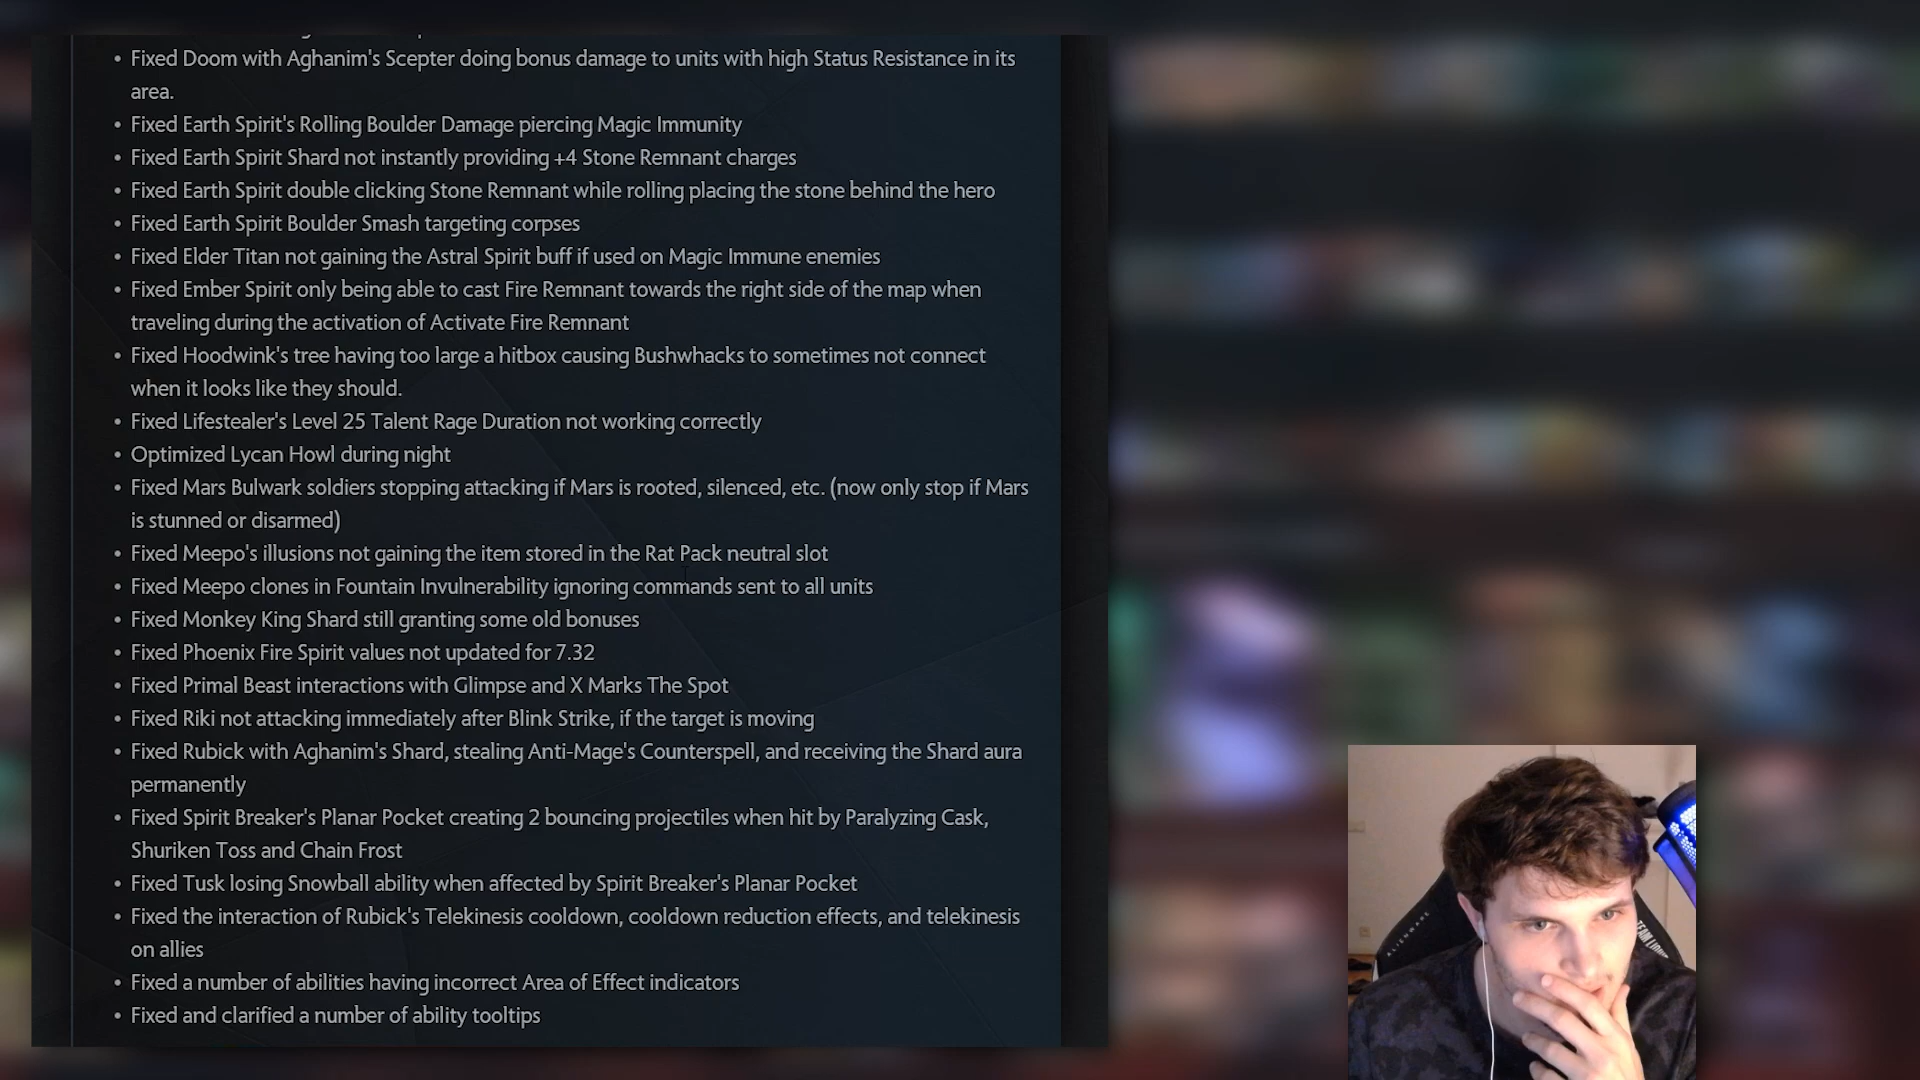 • Fixed Doom with Aghanim's Scepter doing bonus damage to units with high Status Resistance in its
area.
• Fixed Earth Spirit's Rolling Boulder Damage piercing Magic Immunity
• Fixed Earth Spirit Shard not instantly providing +4 Stone Remnant charges
• Fixed Earth Spirit double clicking Stone Remnant while rolling placing the stone behind the hero
• Fixed Earth Spirit Boulder Smash targeting corpses
• Fixed Elder Titan not gaining the Astral Spirit buff if used on Magic Immune enemies
• Fixed Ember Spirit only being able to cast Fire Remnant towards the right side of the map when
traveling during the activation of Activate Fire Remnant
• Fixed Hoodwink's tree having too large a hitbox causing Bushwhacks to sometimes not connect
when it looks like they should.
• Fixed Lifestealer's Level 25 Talent Rage Duration not working correctly
• Optimized Lycan Howl during night
• Fixed Mars Bulwark soldiers stopping attacking if Mars is rooted, silenced, etc. (now only stop if Mars
is stunned or disarmed)
• Fixed Meepo's illusions not gaining the item stored in the Rat Pack neutral slot
• Fixed Meepo clones in Fountain Invulnerability ignoring commands sent to all units
• Fixed Monkey King Shard still granting some old bonuses
• Fixed Phoenix Fire Spirit values not updated for 7.32
• Fixed Primal Beast interactions with Glimpse and X Marks The Spot
• Fixed Riki not attacking immediately after Blink Strike, if the target is moving
• Fixed Rubick with Aghanim's Shard, stealing Anti-Mage's Counterspell, and receiving the Shard aura
permanently
• Fixed Spirit Breaker's Planar Pocket creating 2 bouncing projectiles when hit by Paralyzing Cask,
Shuriken Toss and Chain Frost
• Fixed Tusk losing Snowball ability when affected by Spirit Breaker's Planar Pocket
• Fixed the interaction of Rubick's Telekinesis cooldown, cooldown reduction effects, and telekinesis
on allies
• Fixed a number of abilities having incorrect Area of Effect indicators
• Fixed and clarified a number of ability tooltips
ALIENWARE